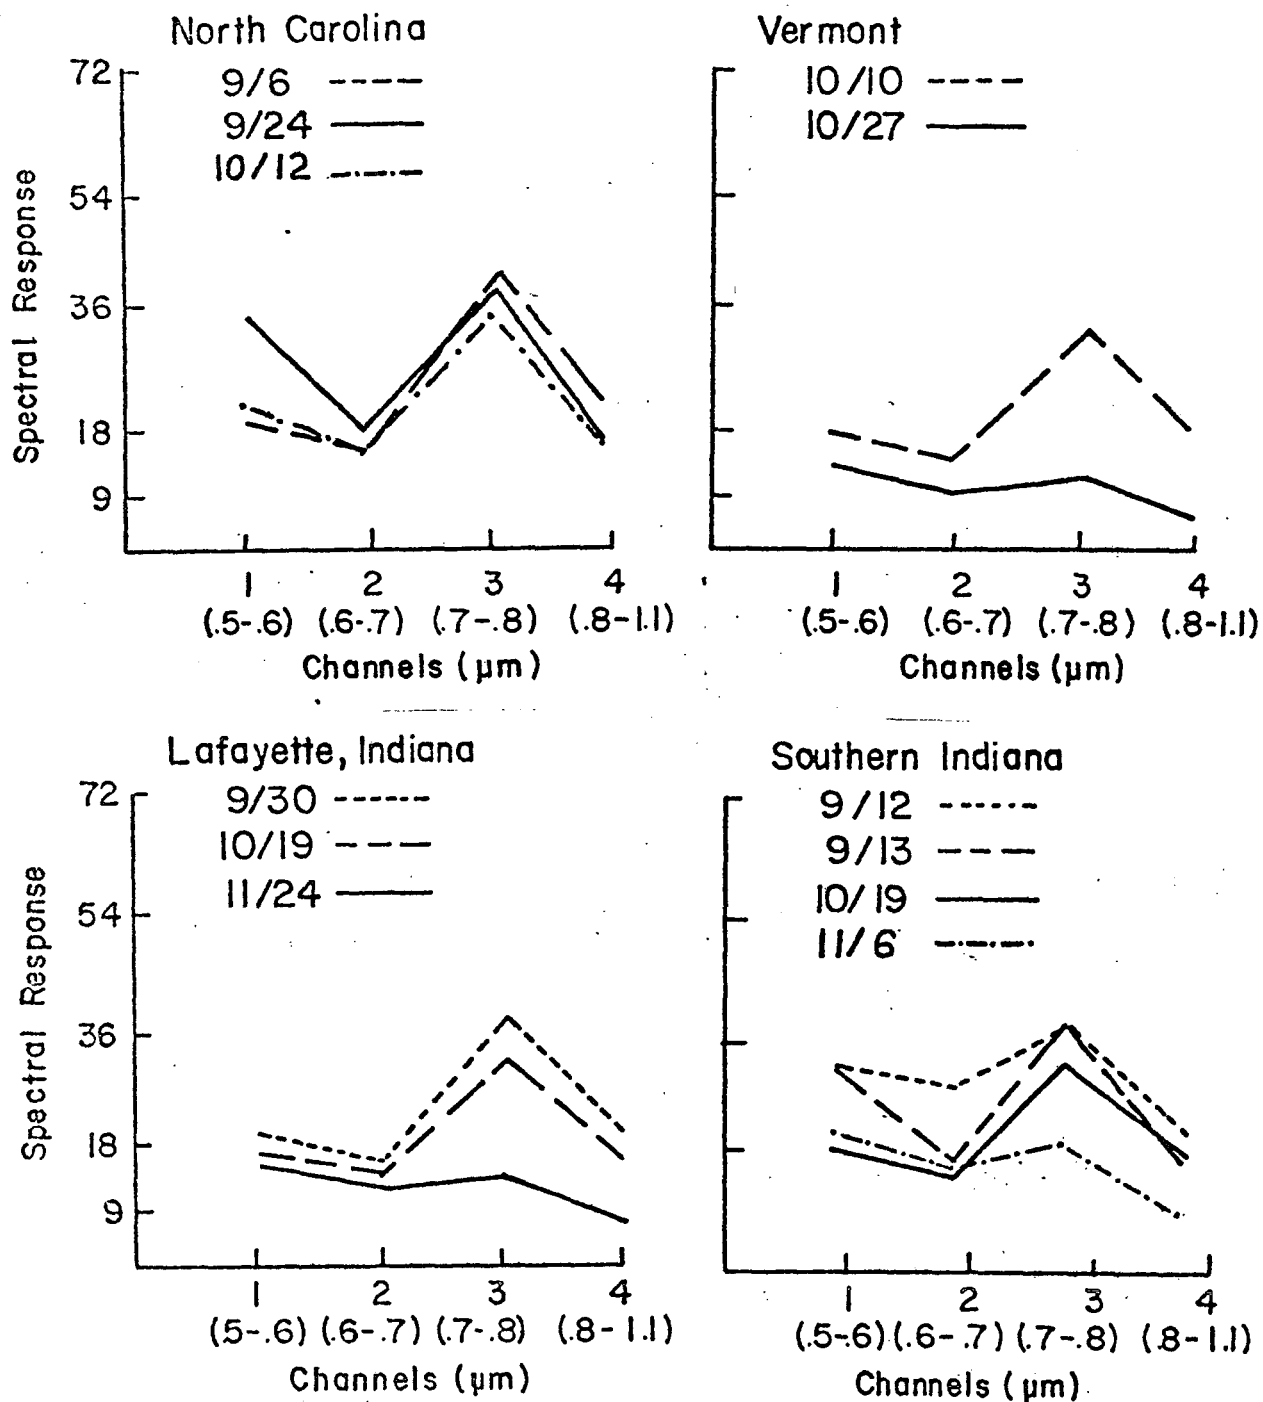 North Carolina
9/6
9/24
10/12
72
54
36
18
9
Spectral Response
1 2 3 4
(.5-.6) (.6-.7) (.7-.8) (.8-1.1)
Channels (µm)
Vermont
10/10
10/27
1 2 3 4
(.5-.6) (.6-.7) (.7-.8) (.8-1.1)
Channels (µm)
Lafayette, Indiana
9/30
10/19
11/24
72
54
36
18
9
Spectral Response
1 2 3 4
(.5-.6) (.6-.7) (.7-.8) (.8-1.1)
Channels (µm)
Southern Indiana
9/12
9/13
10/19
11/6
1 2 3 4
(.5-.6) (.6-.7) (.7-.8) (.8-1.1)
Channels (µm)